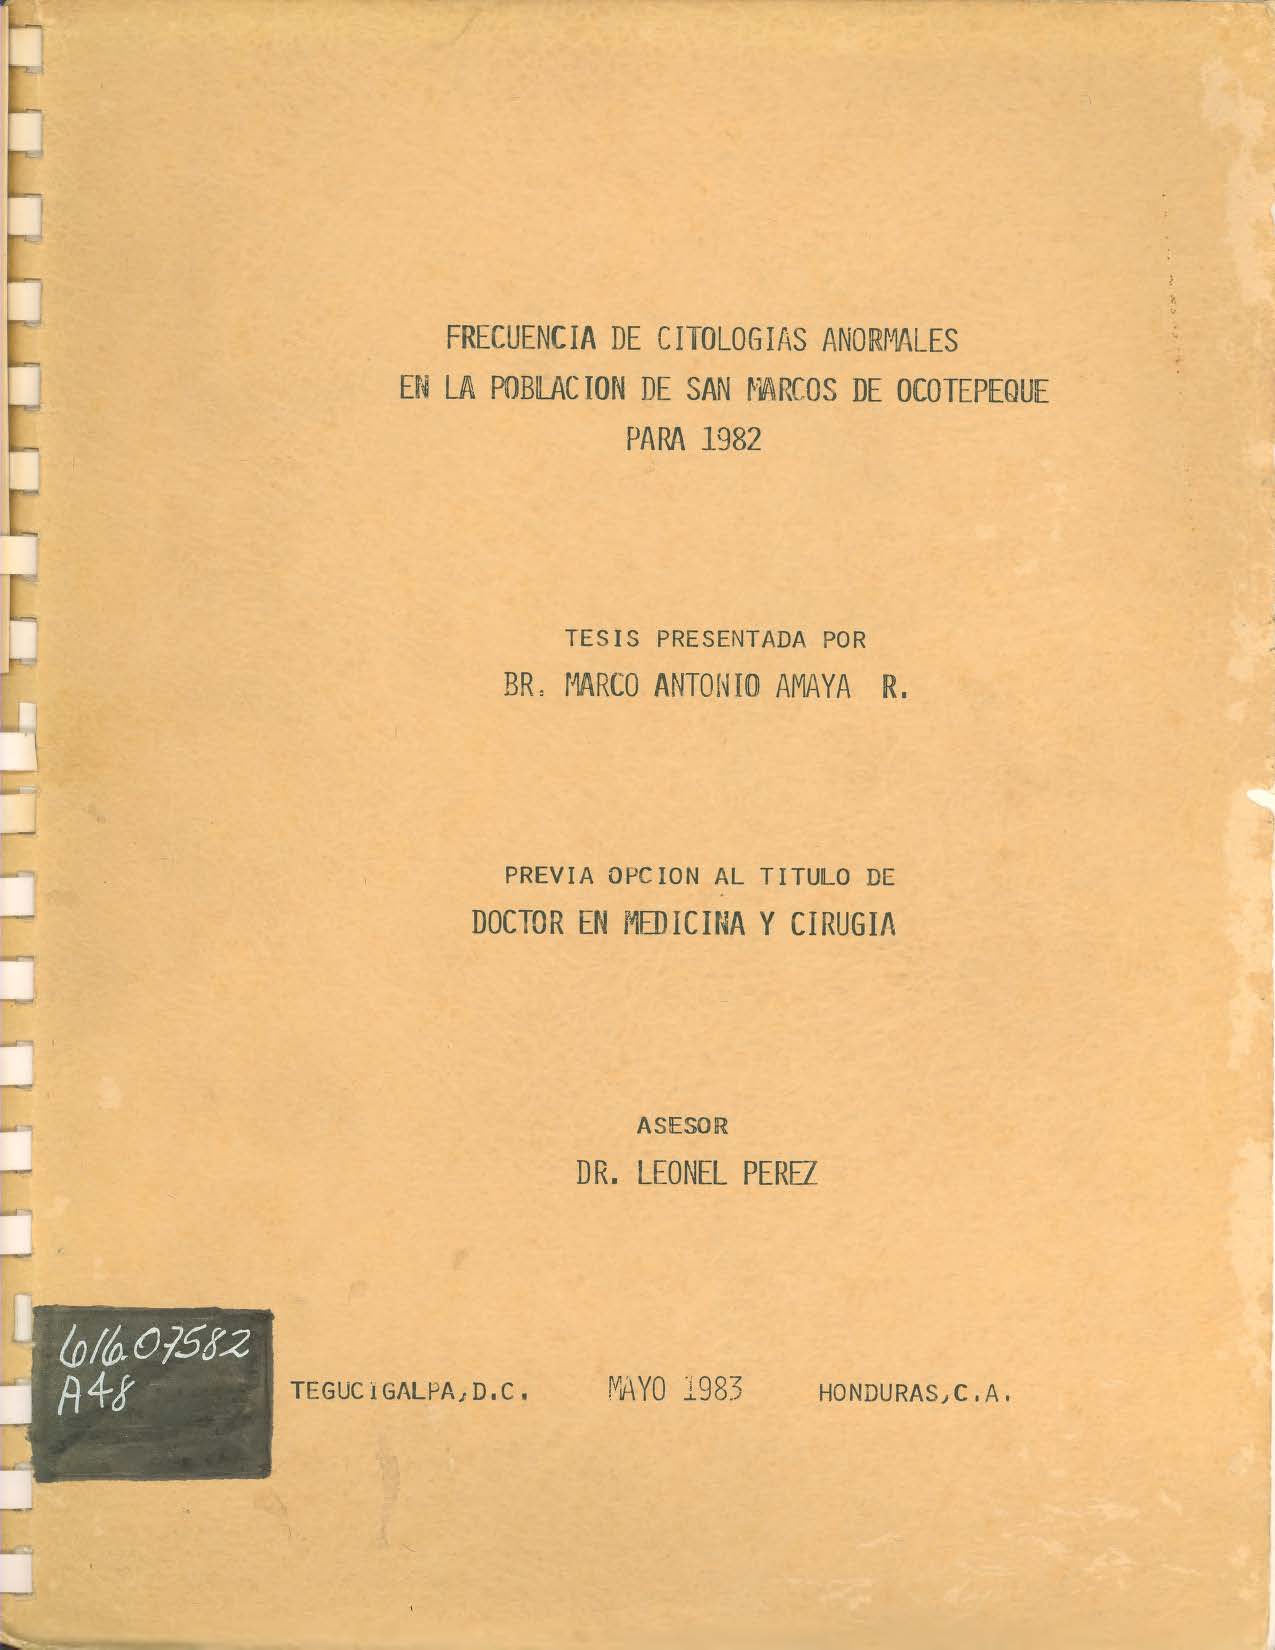 FRECUENCIA DE CITOLOGIAS ANORMALES
EN LA POBLACION DE SAN MARCOS DE OCOTEPEQUE
PARA 1982
TESIS PRESENTADA POR
BR. MARCO ANTONIO AMAYA R.
PREVIA OPCION AL TITULO DE
DOCTOR EN MEDICINA Y CIRUGIA
ASESOR
DR. LEONEL PEREZ
616.07582
A48
TEGUCIGALPA, D.C. MAYO 1983 HONDURAS, C.A.